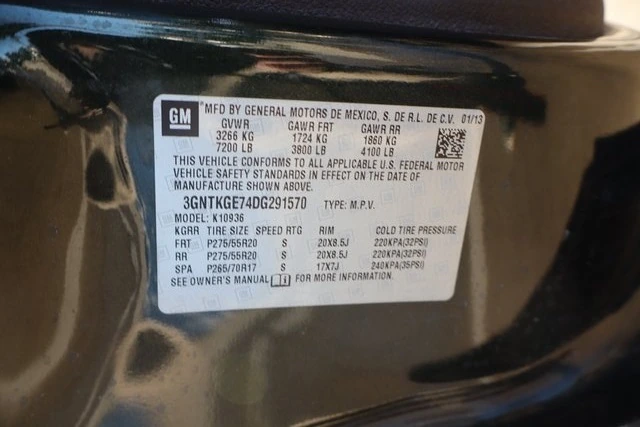 GM MFD BY GENERAL MOTORS DE MEXICO, S. DE R.L. DE C.V. 01/13
GVWR GAWR FRT GAWR RR
3266 KG 1724 KG 1860 KG
7200 LB 3800 LB 4100 LB
THIS VEHICLE CONFORMS TO ALL APPLICABLE U.S. FEDERAL MOTOR
VEHICLE SAFETY STANDARDS IN EFFECT ON THE DATE OF
MANUFACTURE SHOWN ABOVE.
3GNTKGE74DG291570 TYPE: M.P.V.
MODEL: K10936
KGRR TIRE SIZE SPEED RTG RIM COLD TIRE PRESSURE
FRT P275/55R20 S 20X8.5J 220KPA(32PSI)
RR P275/55R20 S 20X8.5J 220KPA(32PSI)
SPA P265/70R17 S 17X7J 240KPA(35PSI)
SEE OWNER'S MANUAL FOR MORE INFORMATION.